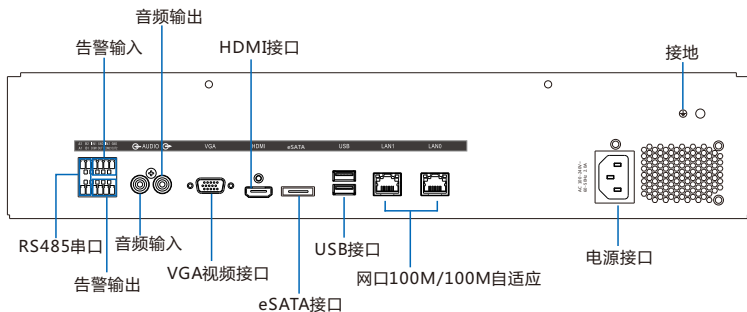 音频输出
告警输入
HDMI接口
接地
AUDIO
VGA
HDMI
eSATA
USB
LAN1
LAN0
AC 100-240V~
RS485串口
音频输入
告警输出
VGA视频接口
eSATA接口
USB接口
网口100M/100M自适应
电源接口